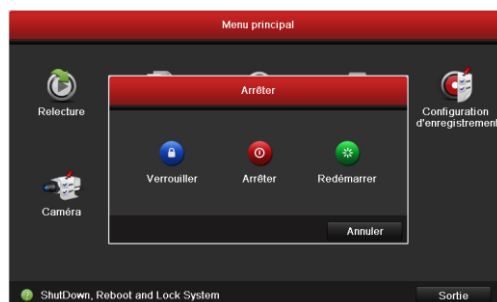 Menu principal
Relecture
Arrêter
Configuration
d'enregistrement
Verrouiller
Arrêter
Redémarrer
Caméra
Annuler
ShutDown, Reboot and Lock System
Sortie